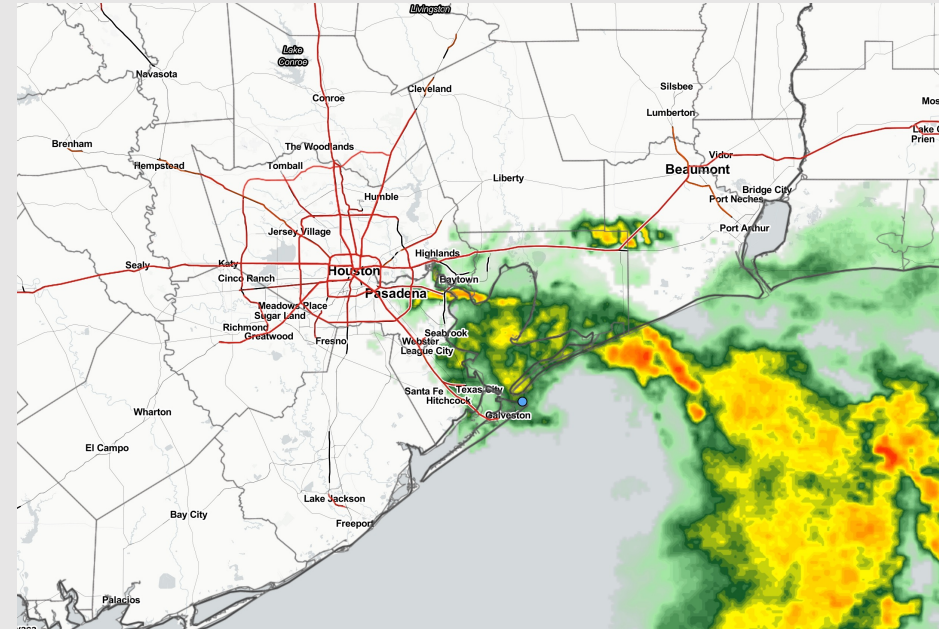 Livingston
Lake
Conroe
Navasota
Conroe
Cleveland
Silsbee
Lumberton
Mos
Lake C
Prien
Brenham
Hempstead
The Woodlands
Tomball
Vidor
Beaumont
Liberty
Humble
Bridge City
Port Neches
Port Arthur
Jersey Village
Highlands
Sealy
Katy
Houston
Cinco Ranch
Baytown
Pasadena
Meadows Place
Sugar Land
Richmond
Greatwood
Fresno
Seabrook
Webster
League City
Santa Fe
Texas City
Hitchcock
Galveston
Wharton
El Campo
Lake Jackson
Bay City
Freeport
Palacios